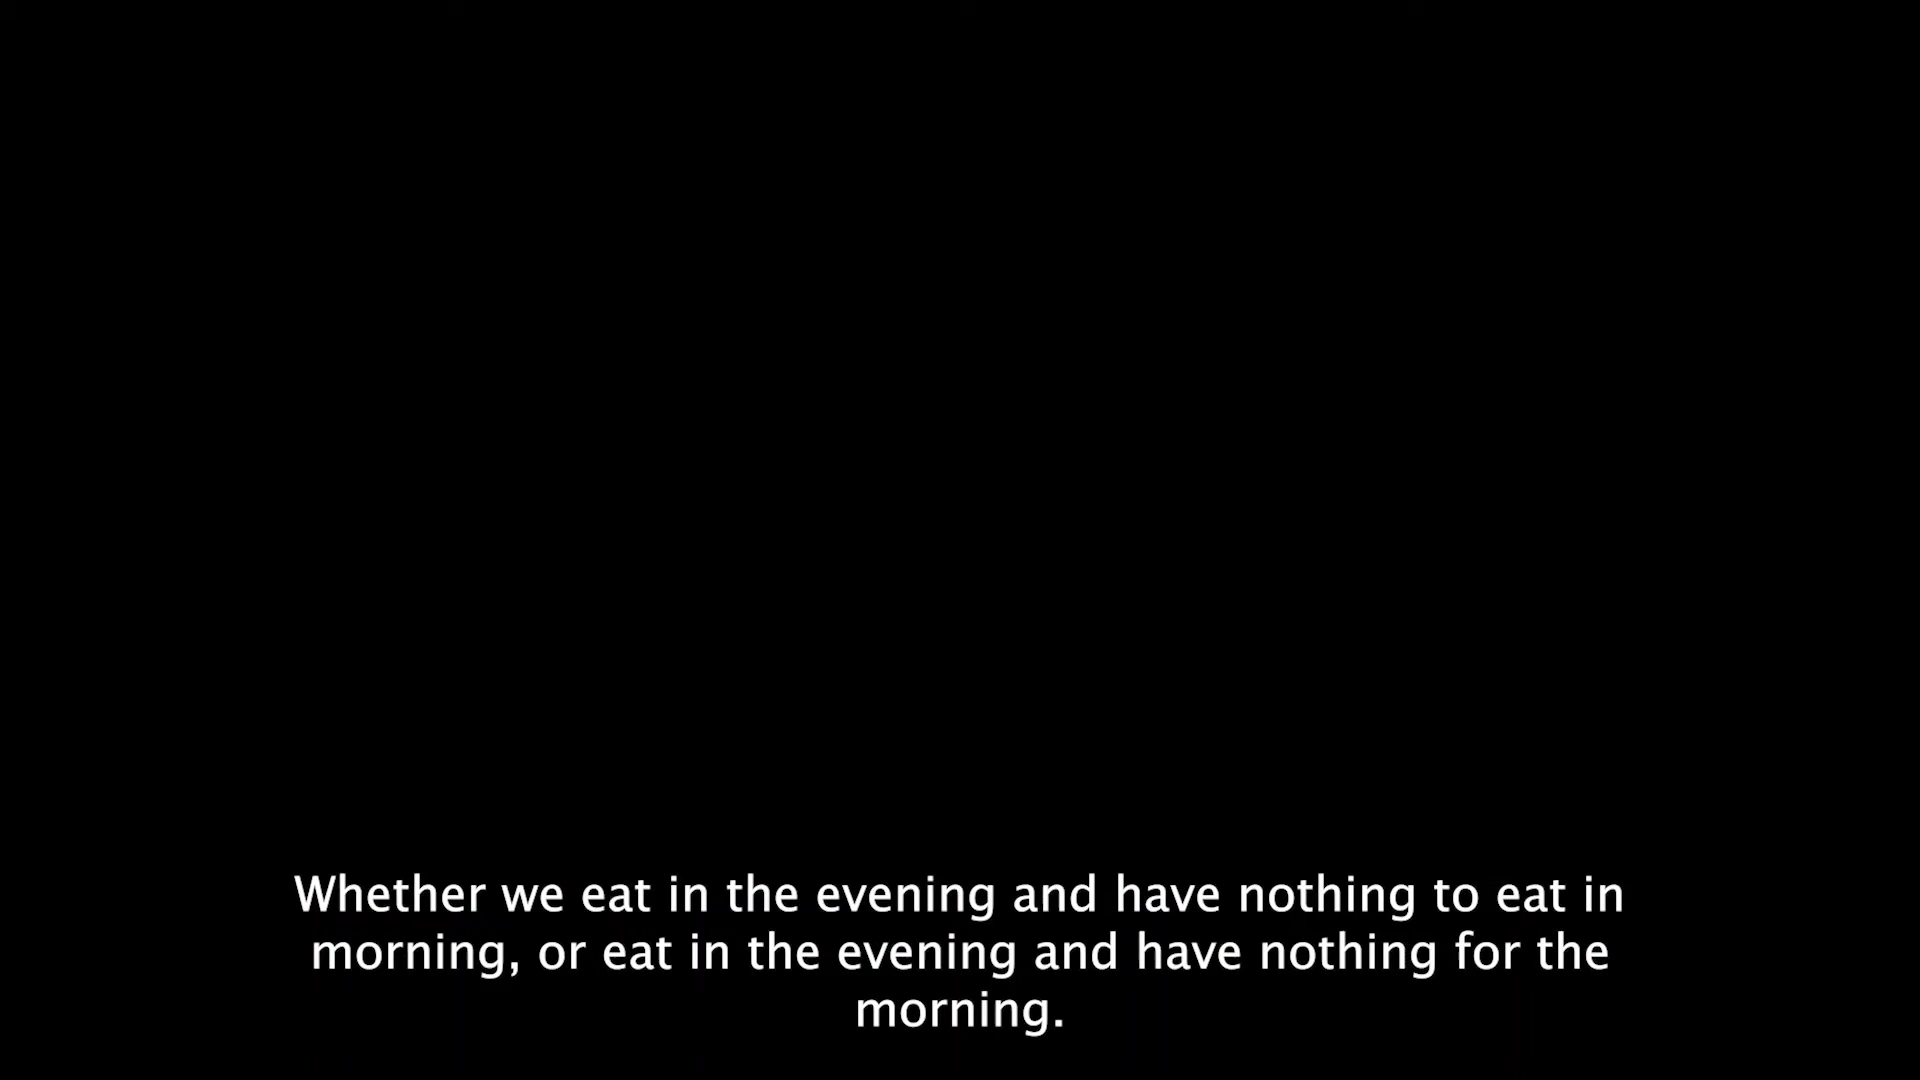 Whether we eat in the evening and have nothing to eat in
morning, or eat in the evening and have nothing for the
morning.